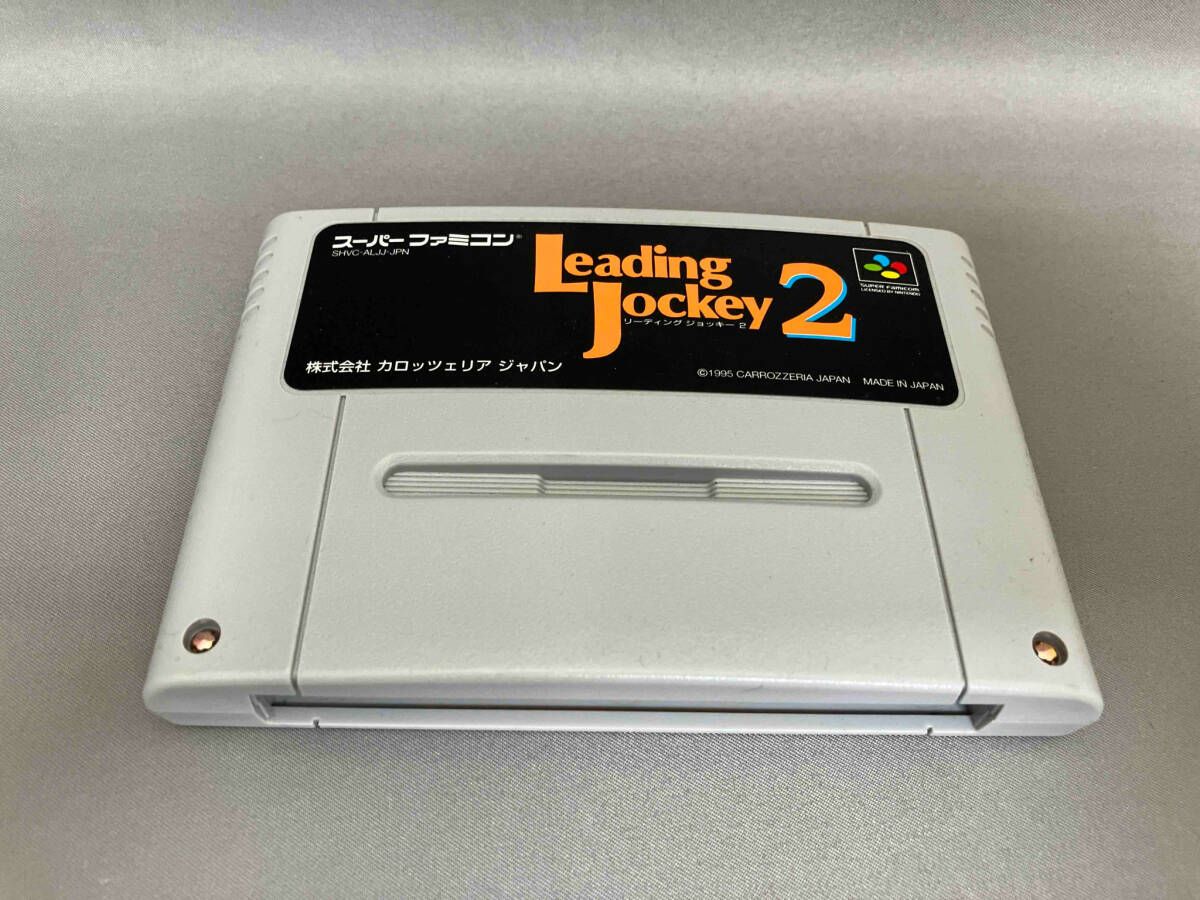 スーパーファミコン®
SHVC-ALJJ-JPN
Leading
Jockey 2
リーディング ジョッキー 2
SUPER FAMICOM
LICENSED BY NINTENDO
株式会社 カロッツェリア ジャパン
©1995 CARROZZERIA JAPAN MADE IN JAPAN